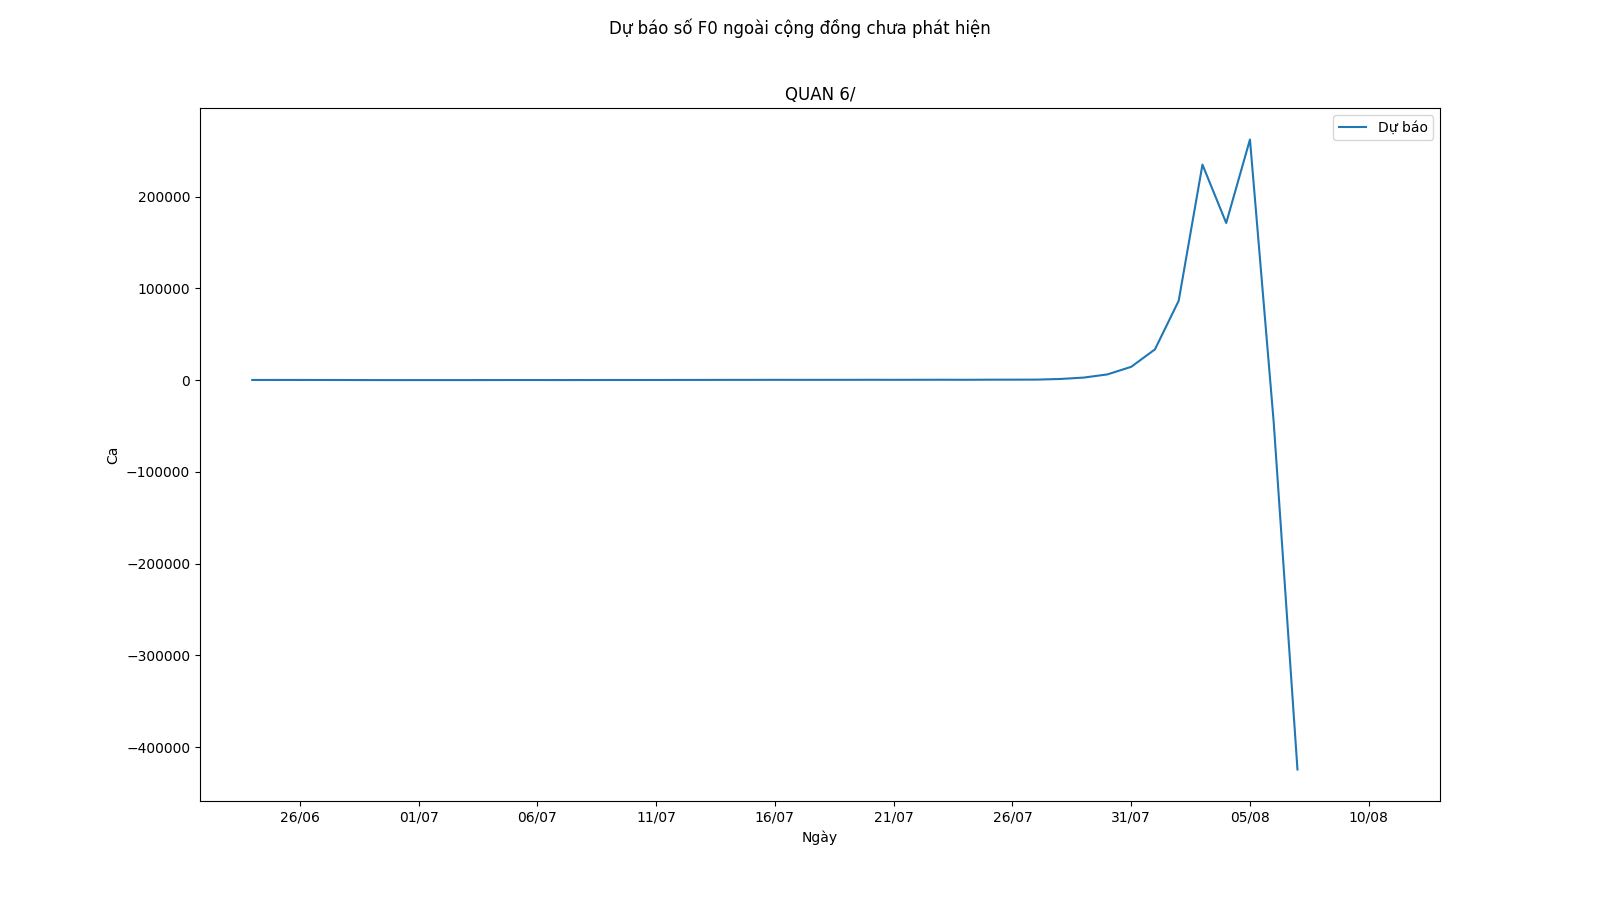 Dự báo số F0 ngoài cộng đồng chưa phát hiện
QUAN 6/
Dự báo
200000
100000
0
−100000
−200000
−300000
−400000
Ca
26/06 01/07 06/07 11/07 16/07 21/07 26/07 31/07 05/08 10/08
Ngày